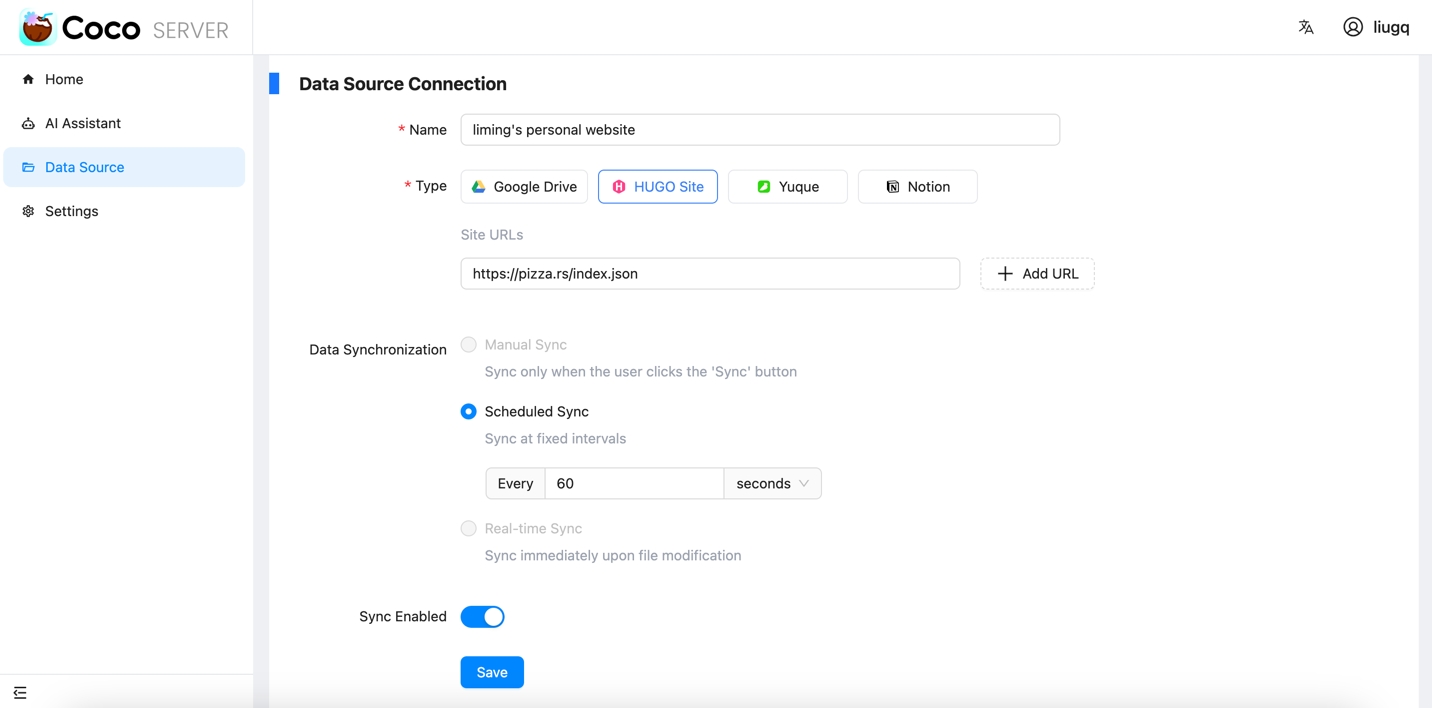 Coco SERVER
liugq
Home
AI Assistant
Data Source
Settings
Data Source Connection
* Name liming's personal website
* Type Google Drive HUGO Site Yuque Notion
Site URLs
https://pizza.rs/index.json Add URL
Data Synchronization Manual Sync
Sync only when the user clicks the 'Sync' button
Scheduled Sync
Sync at fixed intervals
Every 60 seconds
Real-time Sync
Sync immediately upon file modification
Sync Enabled
Save